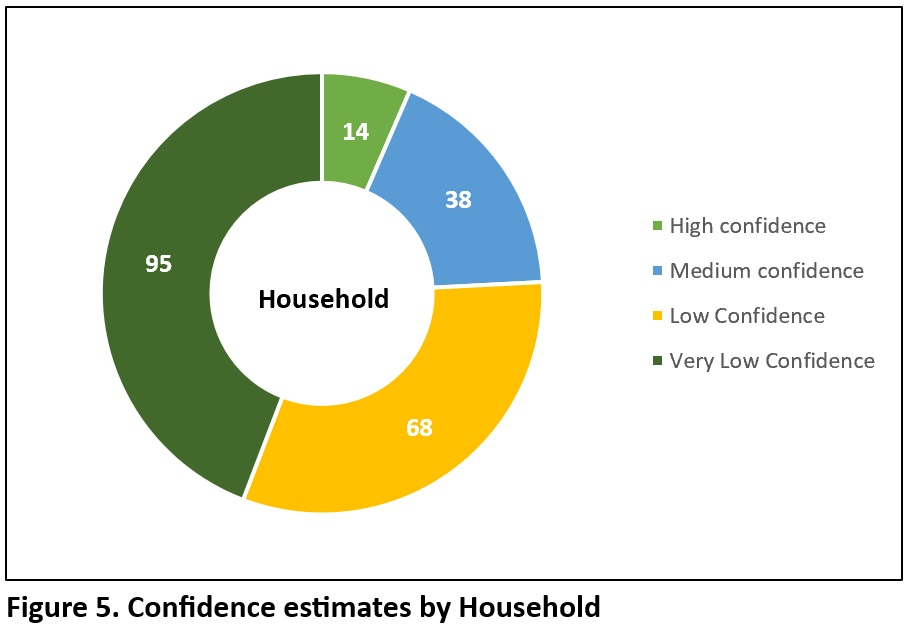 14
38
95
Household
68
High confidence
Medium confidence
Low Confidence
Very Low Confidence
Figure 5. Confidence estimates by Household